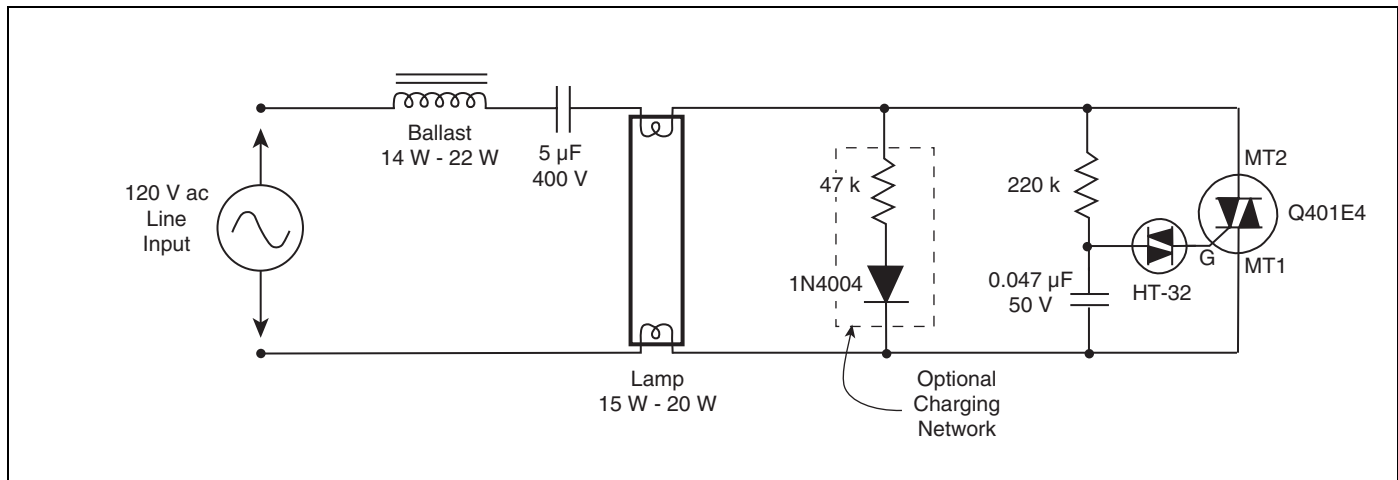 120 V ac
Line
Input
Ballast
14 W - 22 W
5 µF
400 V
Lamp
15 W - 20 W
47 k
1N4004
Optional
Charging
Network
220 k
0.047 µF
50 V
HT-32
G
MT2
Q401E4
MT1